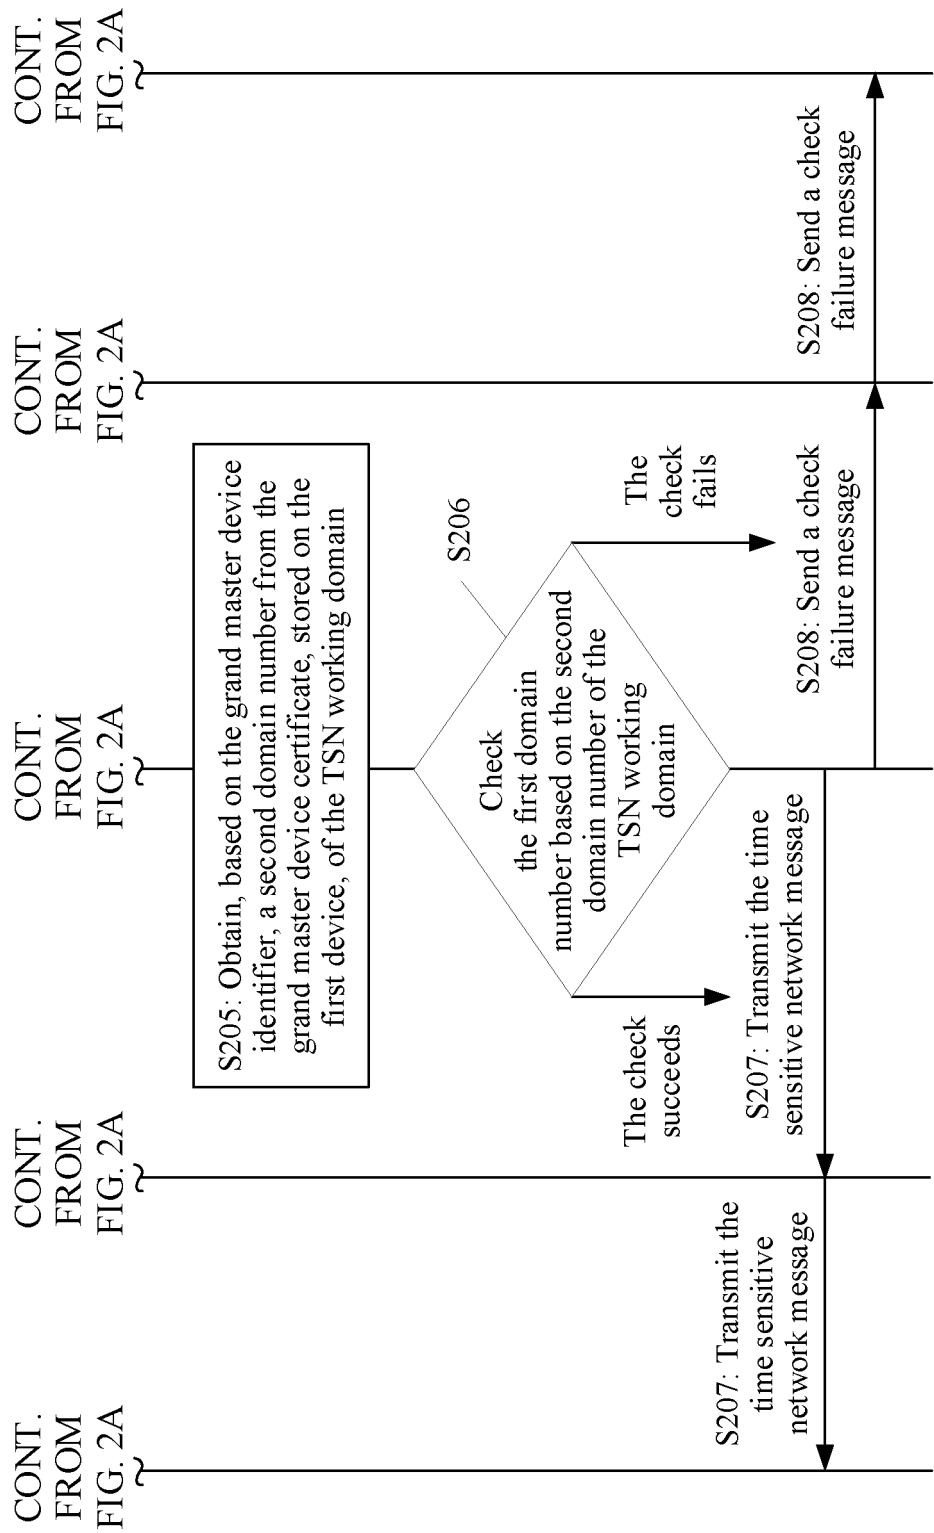 CONT.
FROM
FIG. 2A
CONT.
FROM
FIG. 2A
CONT.
FROM
FIG. 2A
CONT.
FROM
FIG. 2A
CONT.
FROM
FIG. 2A
S205: Obtain, based on the grand master device
identifier, a second domain number from the
grand master device certificate, stored on the
first device, of the TSN working domain
S206
Check
the first domain
number based on the second
domain number of the
TSN working
domain
The check
succeeds
The
check
fails
S207: Transmit the
time sensitive
network message
S207: Transmit the time
sensitive network message
S208: Send a check
failure message
S208: Send a check
failure message